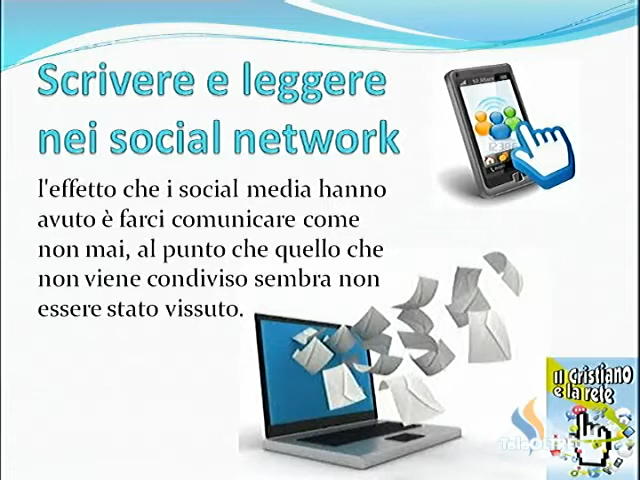 Scrivere e leggere
nei social network
l'effetto che i social media hanno
avuto è farci comunicare come
non mai, al punto che quello che
non viene condiviso sembra non
essere stato vissuto.
Il Cristiano
e la rete